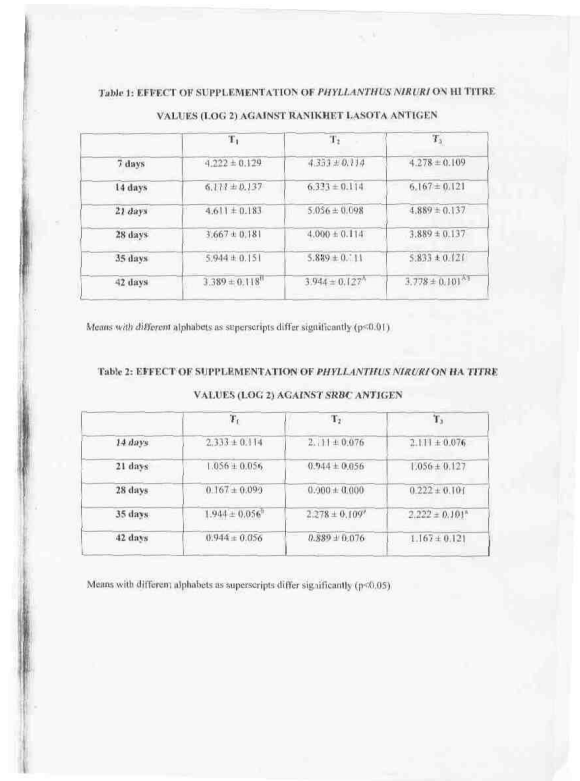 Table 1: EFFECT OF SUPPLEMENTATION OF PHYLLANTHUS NIRURI ON HI TITRE
VALUES (LOG 2) AGAINST RANIKHET LASOTA ANTIGEN
T1 T2 T3
7 days 4.222 ± 0.129 4.333 ± 0.114 4.278 ± 0.109
14 days 6.111 ± 0.137 6.333 ± 0.114 6.167 ± 0.121
21 days 4.611 ± 0.183 5.056 ± 0.098 4.889 ± 0.137
28 days 3.667 ± 0.181 4.000 ± 0.114 3.889 ± 0.137
35 days 5.944 ± 0.151 5.889 ± 5.833 ± 0.121
42 days 3.389 ± 0.118B 3.944 ± 0.127A 3.778 ± 0.101
Means with different alphabets as superscripts differ significantly (p<0.01)
Table 2: EFFECT OF SUPPLEMENTATION OF PHYLLANTHUS NIRURI ON HA TITRE
VALUES (LOG 2) AGAINST SRBC ANTIGEN
T1 T2 T3
14 days 2.333 ± 0.114 ± 0.076 2.111 ± 0.076
21 days 1.056 ± 0.056 0.944 ± 0.056 1.056 ± 0.127
28 days 0.167 ± 0.099 0.000 ± 0.000 0.222 ± 0.101
35 days 1.944 ± 0.056b 2.278 ± 0.109a 2.222 ± 0.101a
42 days 0.944 ± 0.056 0.889 ± 0.076 1.167 ± 0.121
Means with different alphabets as superscripts differ significantly (p<0.05)